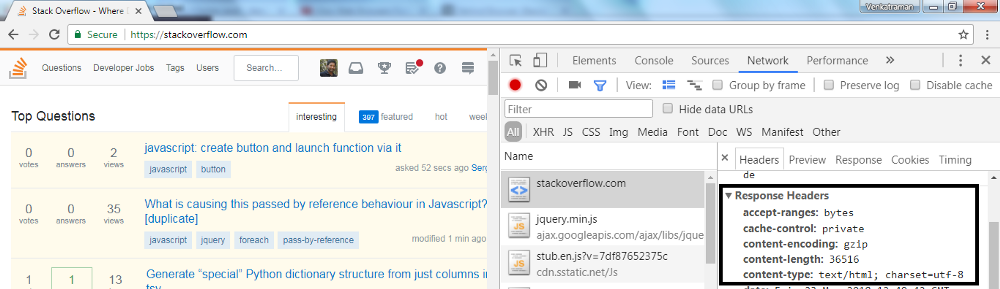 Stack Overflow - Where
Venkatraman
Secure https://stackoverflow.com
Questions Developer Jobs Tags Users Search...
Top Questions
interesting 397 featured hot week
0 0 2
votes answers views
javascript: create button and launch function via it
javascript button
asked 52 secs ago Serg
0 0 35
votes answers views
What is causing this passed by reference behaviour in Javascript?
[duplicate]
javascript jquery foreach pass-by-reference
modified 1 min ago
1 1 13
Generate “special” Python dictionary structure from just columns in
Elements Console Sources Network Performance »
View: Group by frame Preserve log Disable cache
Filter Hide data URLs
All XHR JS CSS Img Media Font Doc WS Manifest Other
Name
stackoverflow.com
jquery.min.js
ajax.googleapis.com/ajax/libs/jque
stub.en.js?v=7df87652375c
cdn.sstatic.net/Js
Headers Preview Response Cookies Timing
de
Response Headers
accept-ranges: bytes
cache-control: private
content-encoding: gzip
content-length: 36516
content-type: text/html; charset=utf-8